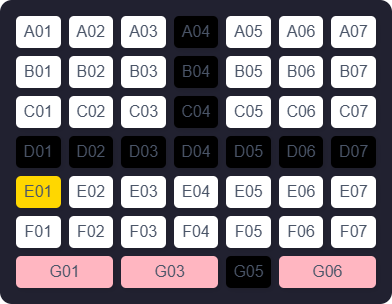 A01 A02 A03 A04 A05 A06 A07
B01 B02 B03 B04 B05 B06 B07
C01 C02 C03 C04 C05 C06 C07
D01 D02 D03 D04 D05 D06 D07
E01 E02 E03 E04 E05 E06 E07
F01 F02 F03 F04 F05 F06 F07
G01 G03 G05 G06